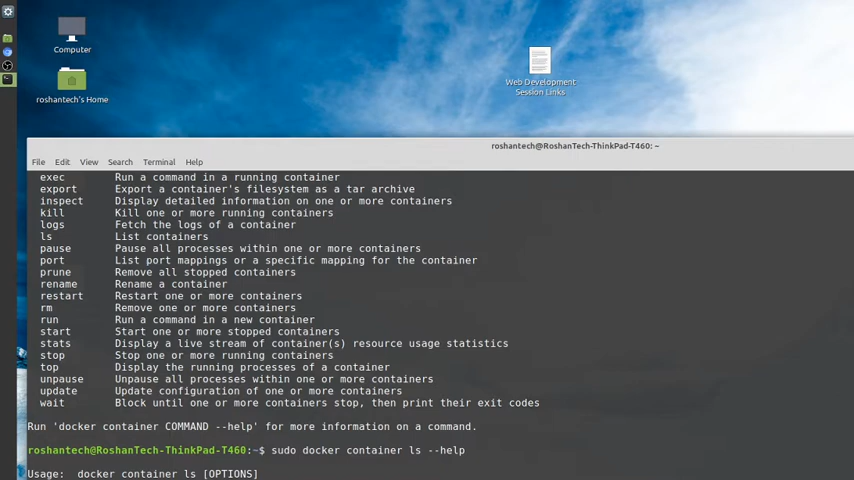 Computer
roshantech's Home
Web Development
Session Links
roshantech@RoshanTech-ThinkPad-T460: ~
File Edit View Search Terminal Help
exec Run a command in a running container
export Export a container's filesystem as a tar archive
inspect Display detailed information on one or more containers
kill Kill one or more running containers
logs Fetch the logs of a container
ls List containers
pause Pause all processes within one or more containers
port List port mappings or a specific mapping for the container
prune Remove all stopped containers
rename Rename a container
restart Restart one or more containers
rm Remove one or more containers
run Run a command in a new container
start Start one or more stopped containers
stats Display a live stream of container(s) resource usage statistics
stop Stop one or more running containers
top Display the running processes of a container
unpause Unpause all processes within one or more containers
update Update configuration of one or more containers
wait Block until one or more containers stop, then print their exit codes
Run 'docker container COMMAND --help' for more information on a command.
roshantech@RoshanTech-ThinkPad-T460:~$ sudo docker container ls --help
Usage: docker container ls [OPTIONS]